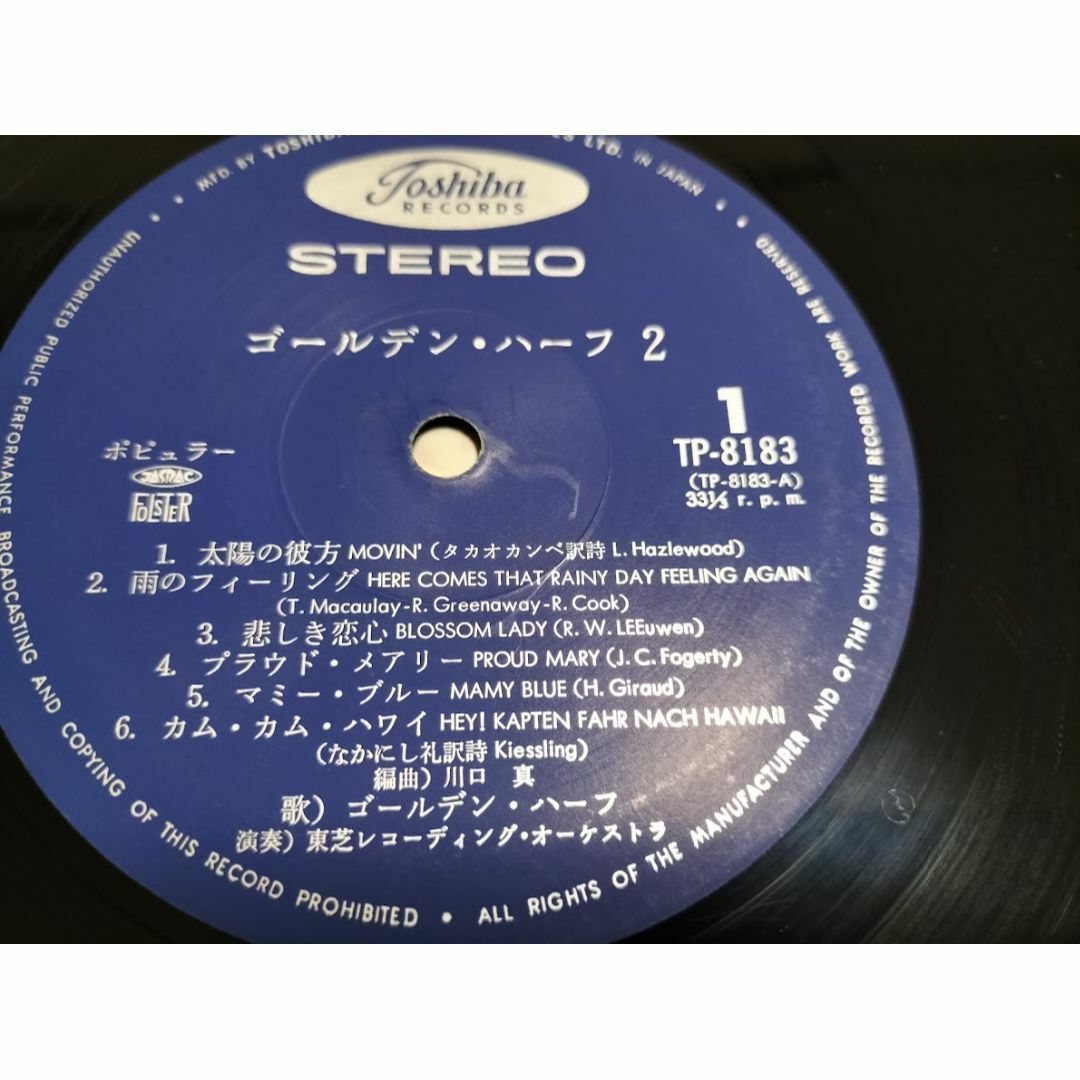 Toshiba
RECORDS
STEREO
ゴールデン・ハーフ 2
1
TP-8183
(TP-8183-A)
33⅓ r. p. m.
ポピュラー
JASRAC
FOLSTER
1. 太陽の彼方 MOVIN' (タカオカンベ訳詩 L. Hazlewood)
2. 雨のフィーリング HERE COMES THAT RAINY DAY FEELING AGAIN
(T. Macaulay-R. Greenaway-R. Cook)
3. 悲しき恋心 BLOSSOM LADY (R. W. LEEuwen)
4. プラウド・メアリー PROUD MARY (J. C. Fogerty)
5. マミー・ブルー MAMY BLUE (H. Giraud)
6. カム・カム・ハワイ HEY! KAPTEN FAHR NACH HAWAII
(なかにし礼訳詩 Kiessling)
編曲) 川口 真
歌) ゴールデン・ハーフ
演奏) 東芝レコーディング・オーケストラ
MFD. BY TOSHIBA LTD. IN JAPAN • ALL RIGHTS OF THE MANUFACTURER AND OF THE OWNER OF THE RECORDED WORK ARE RESERVED •
UNAUTHORIZED PUBLIC PERFORMANCE BROADCASTING AND COPYING OF THIS RECORD PROHIBITED •